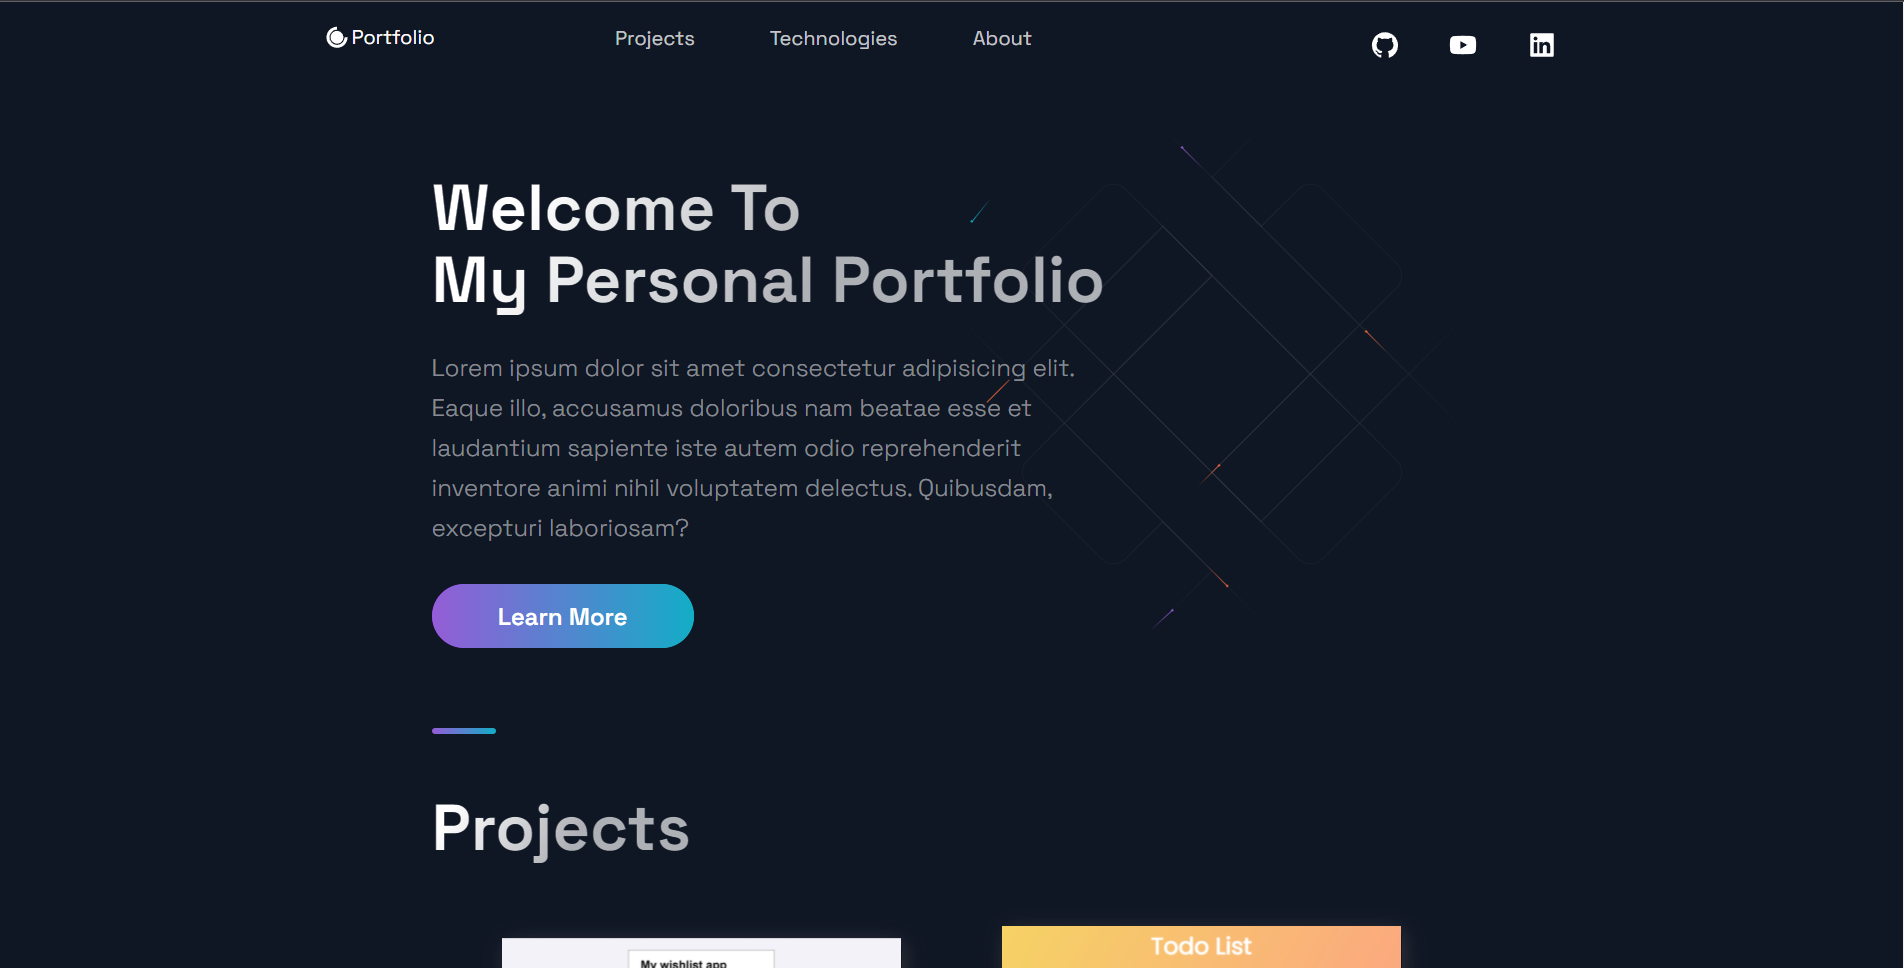 Portfolio
Projects
Technologies
About
Welcome To
My Personal Portfolio
Lorem ipsum dolor sit amet consectetur adipisicing elit.
Eaque illo, accusamus doloribus nam beatae esse et
laudantium sapiente iste autem odio reprehenderit
inventore animi nihil voluptatem delectus. Quibusdam,
excepturi laboriosam?
Learn More
Projects
My wishlist app
Todo List